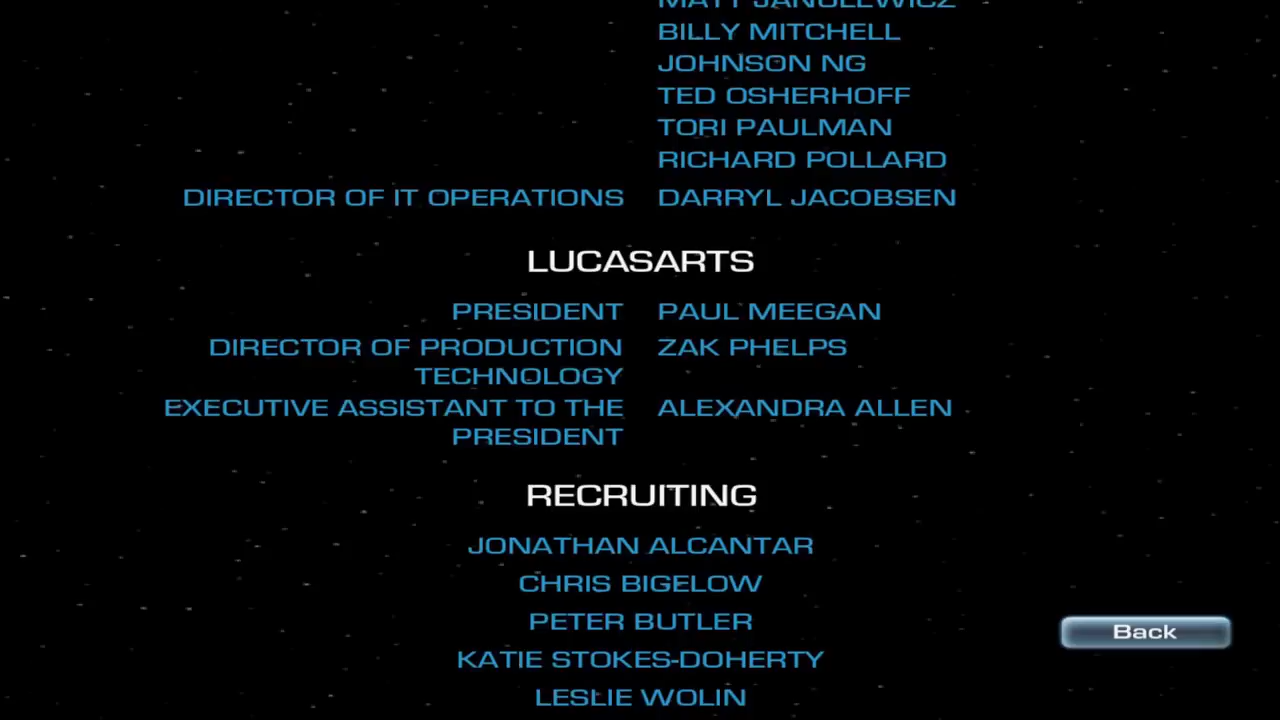 BILLY MITCHELL
JOHNSON NG
TED OSHERHOFF
TORI PAULMAN
RICHARD POLLARD
DIRECTOR OF IT OPERATIONS DARRYL JACOBSEN
LUCASARTS
PRESIDENT PAUL MEEGAN
DIRECTOR OF PRODUCTION ZAK PHELPS
TECHNOLOGY
EXECUTIVE ASSISTANT TO THE ALEXANDRA ALLEN
PRESIDENT
RECRUITING
JONATHAN ALCANTAR
CHRIS BIGELOW
PETER BUTLER
Back
KATIE STOKES-DOHERTY
LESLIE WOLIN